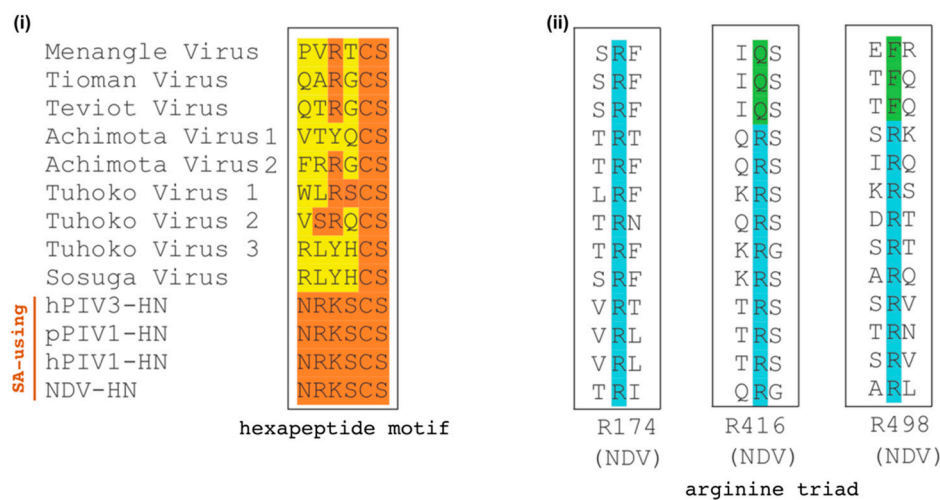 (i) (ii)
Menangle Virus PVRTCS SRF IQS EFR
Tioman Virus QARGCS SRF IQS TFQ
Teviot Virus QTRGCS SRF IQS TFQ
Achimota Virus 1 VTYQCS TRT QRS SRK
Achimota Virus 2 FRRGCS TRF QRS IRQ
Tuhoko Virus 1 WLRSCS LRF KRS KRS
Tuhoko Virus 2 VSRQCS TRN QRS DRT
Tuhoko Virus 3 RLYHCS TRF KRG SRT
Sosuga Virus RLYHCS SRF KRS ARQ
SA-using
hPIV3-HN NRKSCS VRT TRS SRV
pPIV1-HN NRKSCS VRL TRS TRN
hPIV1-HN NRKSCS VRL TRS SRV
NDV-HN NRKSCS TRI QRG ARL
hexapeptide motif R174 R416 R498
(NDV) (NDV) (NDV)
arginine triad